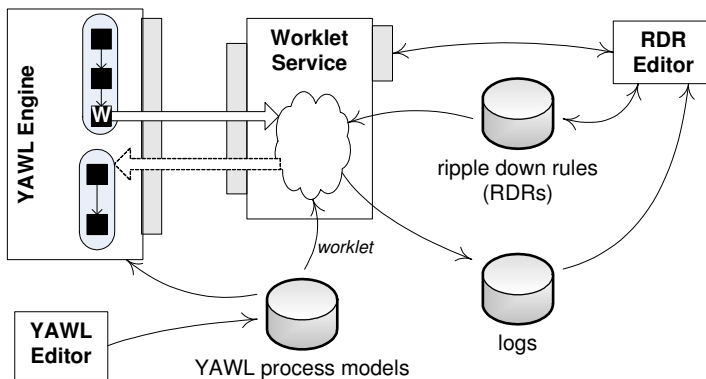 YAWL Engine
W
Worklet
Service
RDR
Editor
ripple down rules
(RDRs)
worklet
logs
YAWL
Editor
YAWL process models